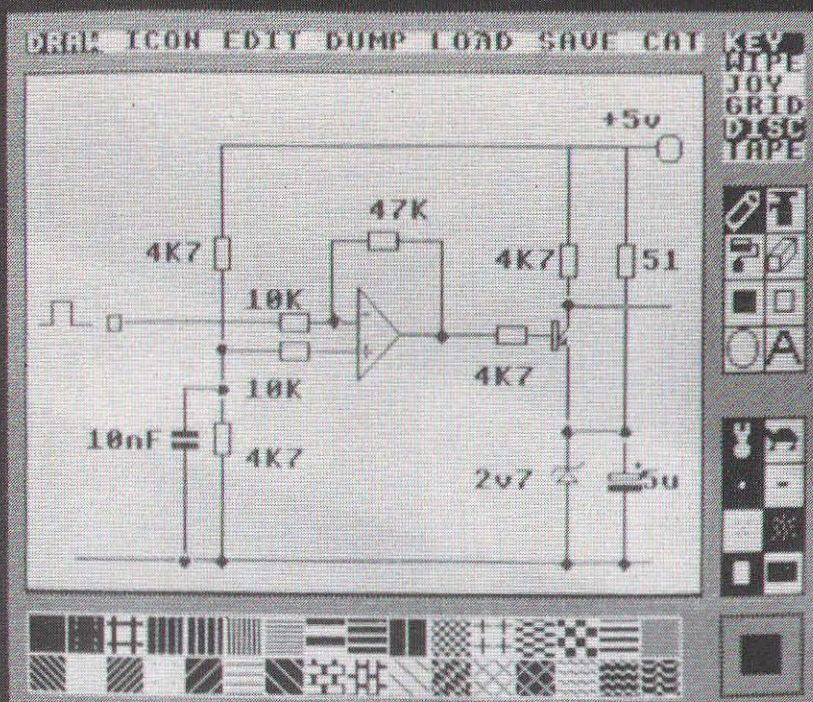 DRAW ICON EDIT DUMP LOAD SAVE CAT
KEY
WIPE
JOY
GRID
DISC
TAPE
+5v
47K
4K7
4K7
51
10K
-
+
A
10K
4K7
10nF
4K7
2v7
+
5u